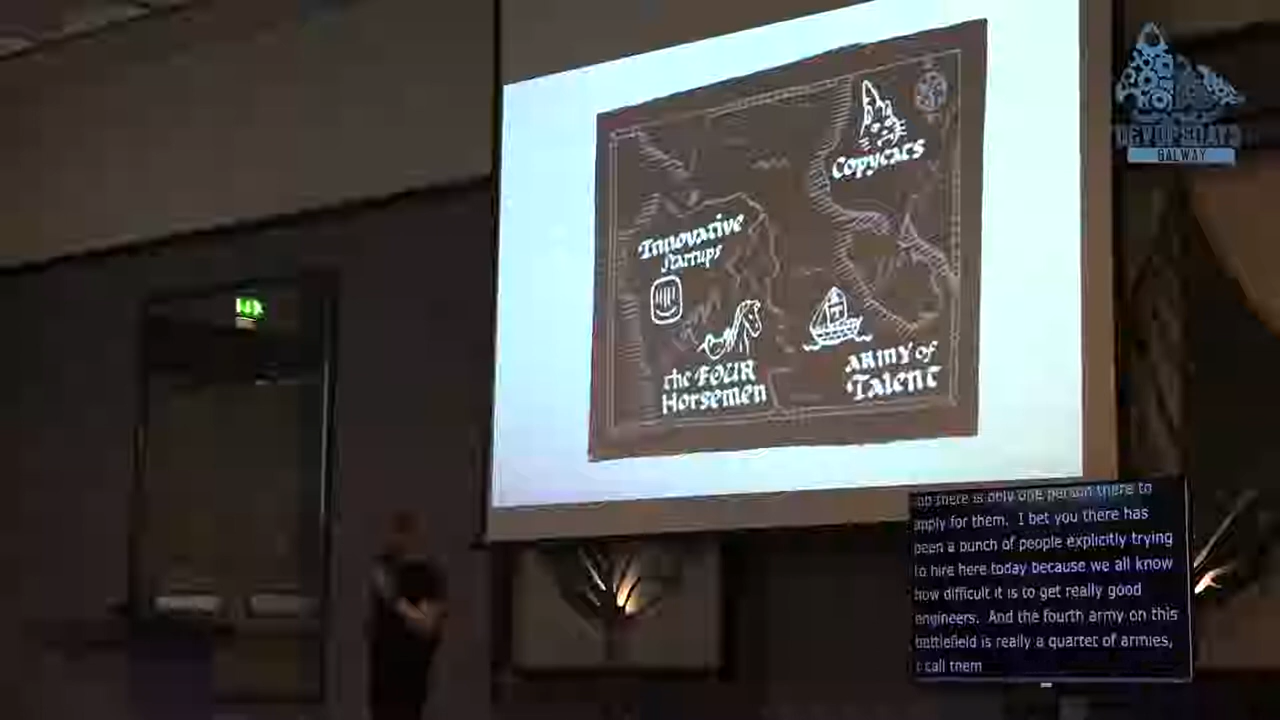 Copycats
Innovative
Startups
the FOUR
Horsemen
ARMY of
Talent
DEVOPSDAYS
GALWAY
there is only one person there to
apply for them. I bet you there has
been a bunch of people explicitly trying
to hire here today because we all know
how difficult it is to get really good
engineers. And the fourth army on this
battlefield is really a quarter of armies,
I call them